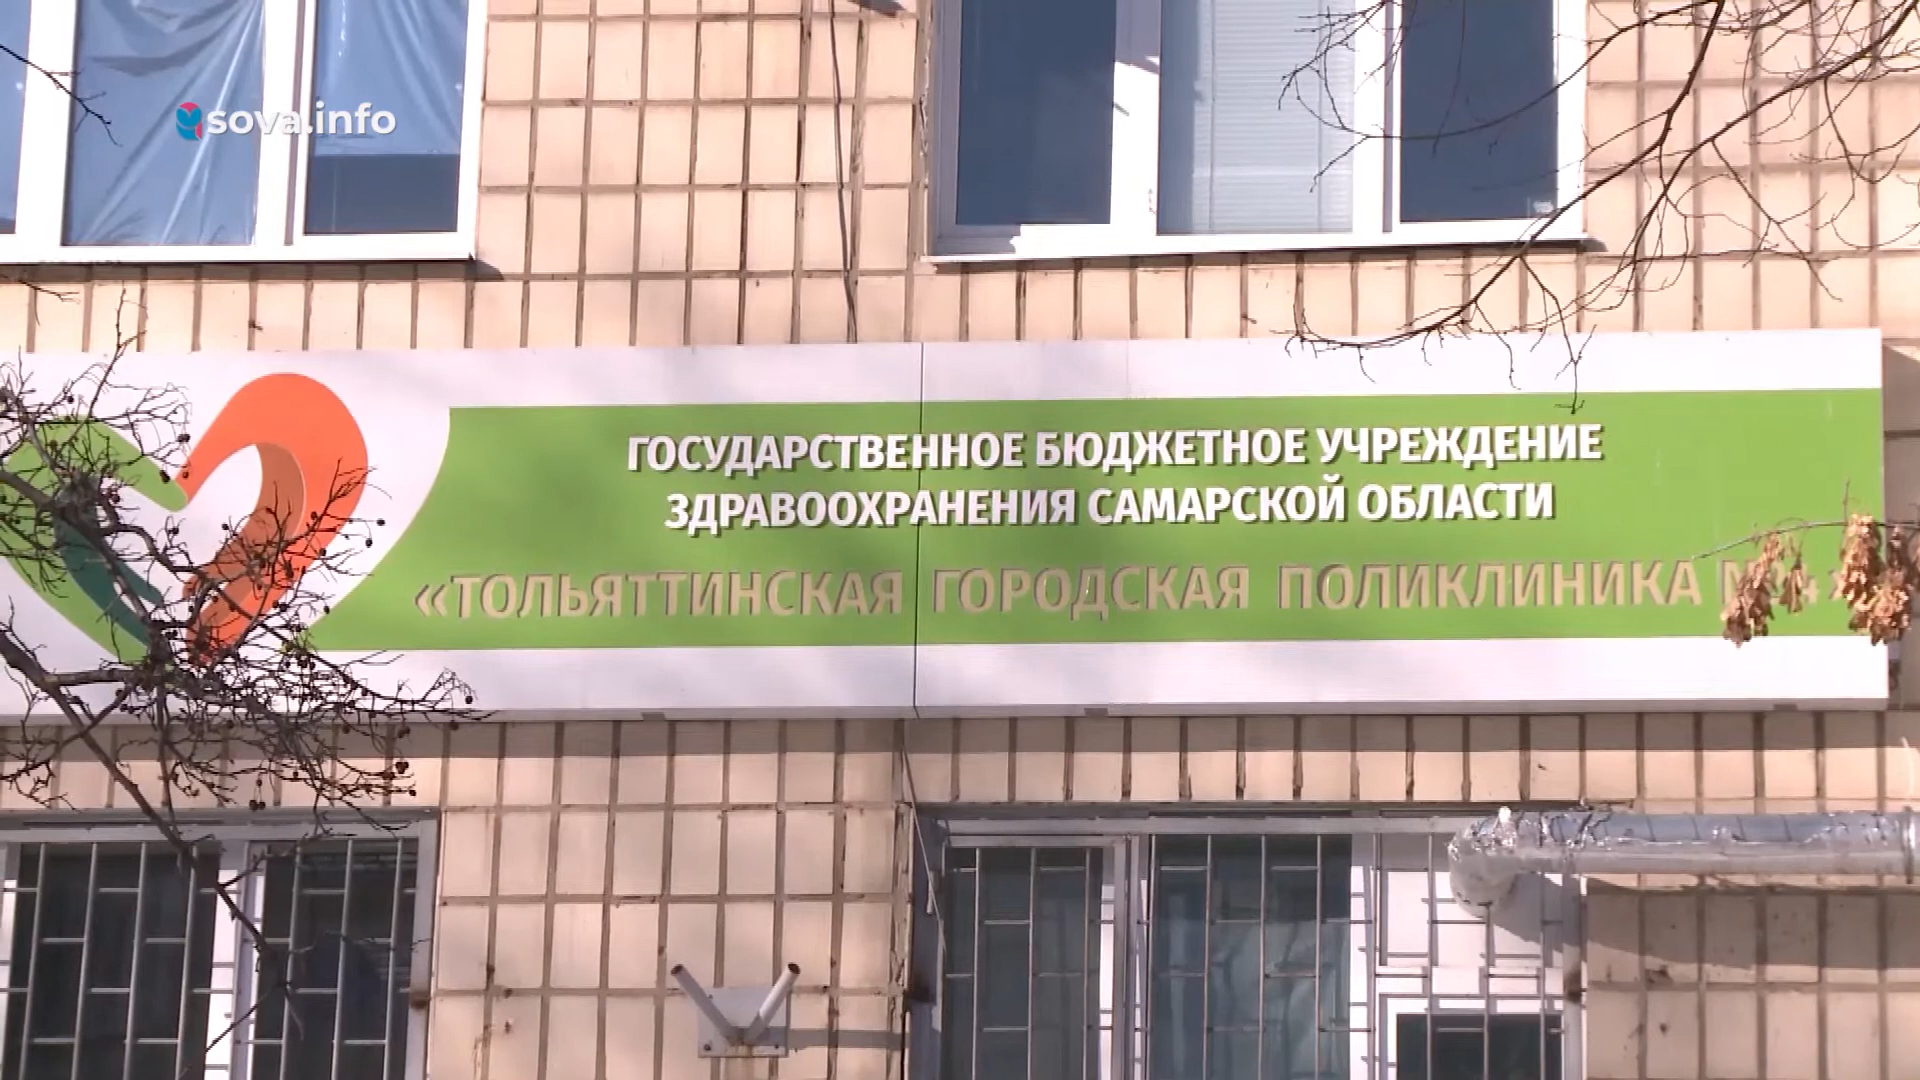 sova.info
ГОСУДАРСТВЕННОЕ БЮДЖЕТНОЕ УЧРЕЖДЕНИЕ
ЗДРАВООХРАНЕНИЯ САМАРСКОЙ ОБЛАСТИ
«ТОЛЬЯТТИНСКАЯ ГОРОДСКАЯ ПОЛИКЛИНИКА